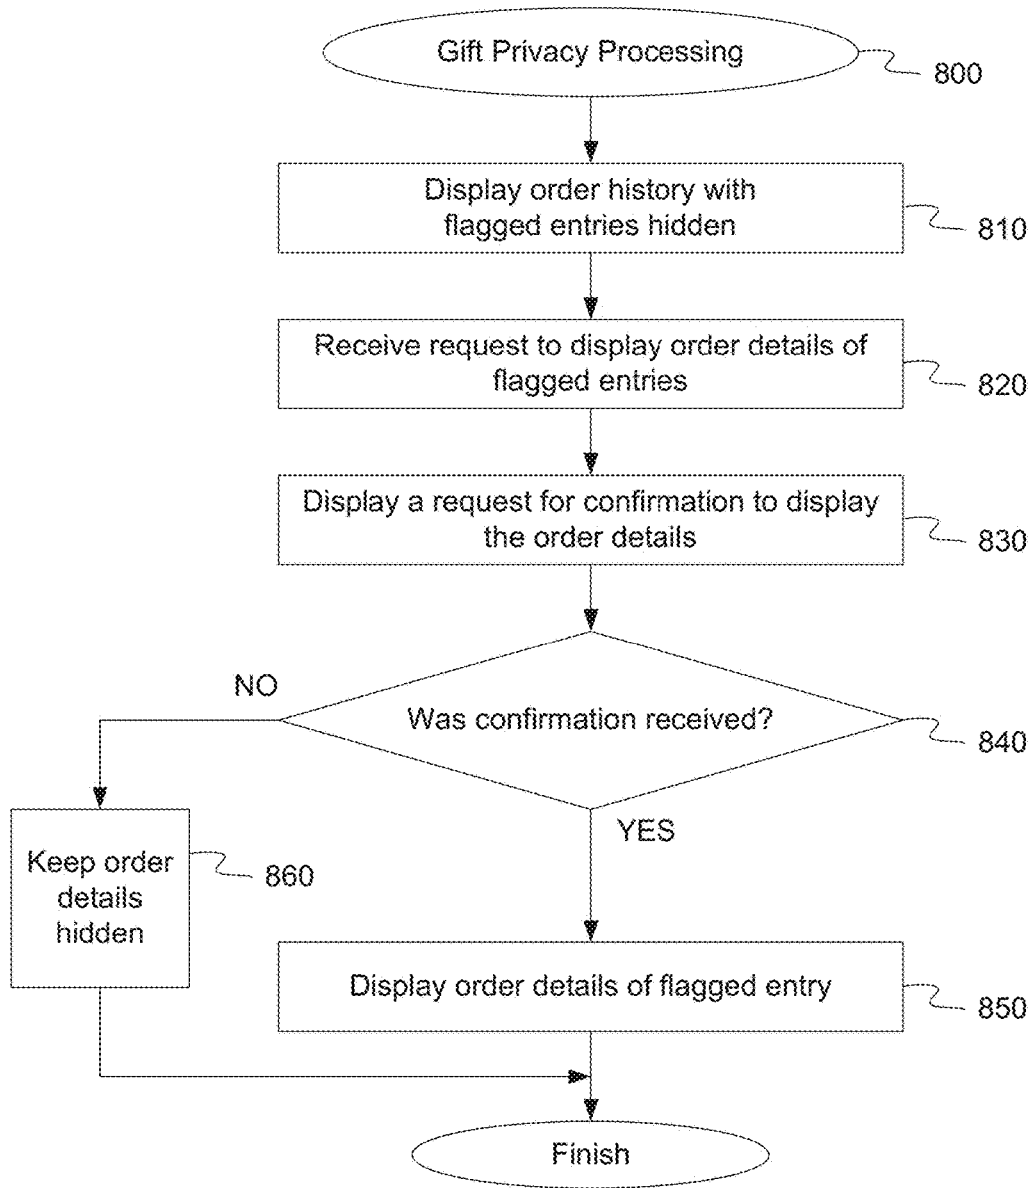 Gift Privacy Processing
800
Display order history with
flagged entries hidden
810
Receive request to display order details of
flagged entries
820
Display a request for confirmation to display
the order details
830
NO
Was confirmation received?
840
YES
Keep order
details
hidden
860
Display order details of flagged entry
850
Finish